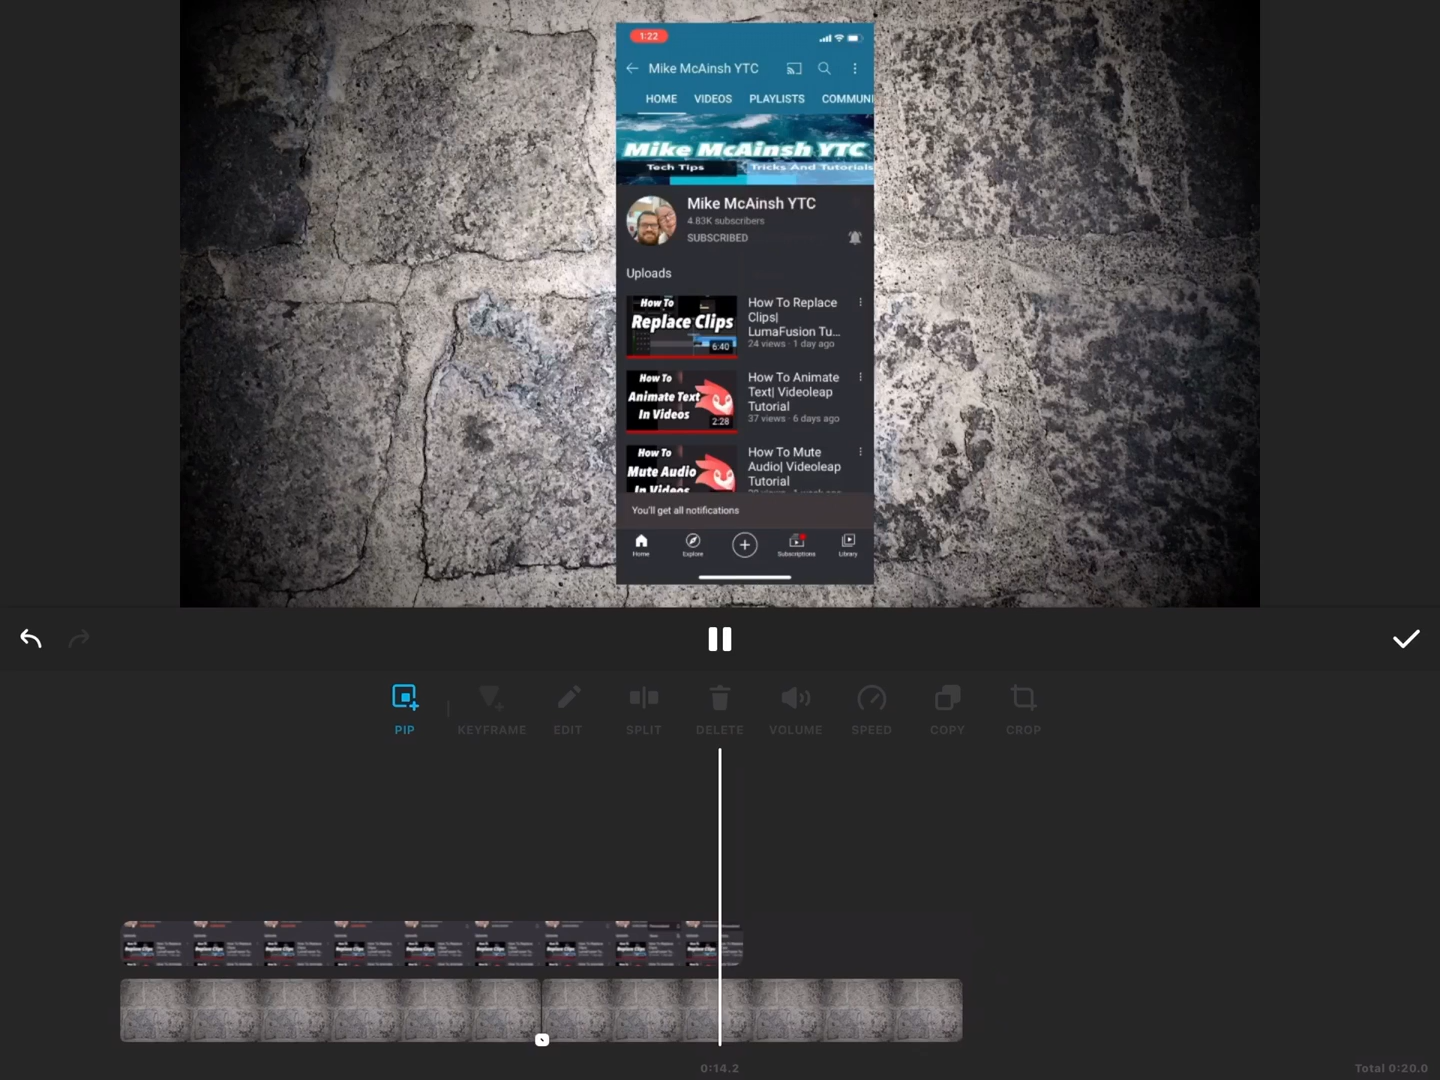 1:22
Mike McAinsh YTC
HOME VIDEOS PLAYLISTS COMMUNI
Mike McAinsh YTC
Tech Tips Tricks And Tutorials
Mike McAinsh YTC
4.83K subscribers
SUBSCRIBED
Uploads
How To
Replace Clips
6:40
How To Replace
Clips|
LumaFusion Tu...
24 views · 1 day ago
How To
Animate Text
In Videos
2:28
How To Animate
Text| Videoleap
Tutorial
37 views · 6 days ago
How To
Mute Audio
In Videos
How To Mute
Audio| Videoleap
Tutorial
You'll get all notifications
Home Explore Subscriptions Library
PIP KEYFRAME EDIT SPLIT DELETE VOLUME SPEED COPY CROP
0:14.2
Total 0:20.0